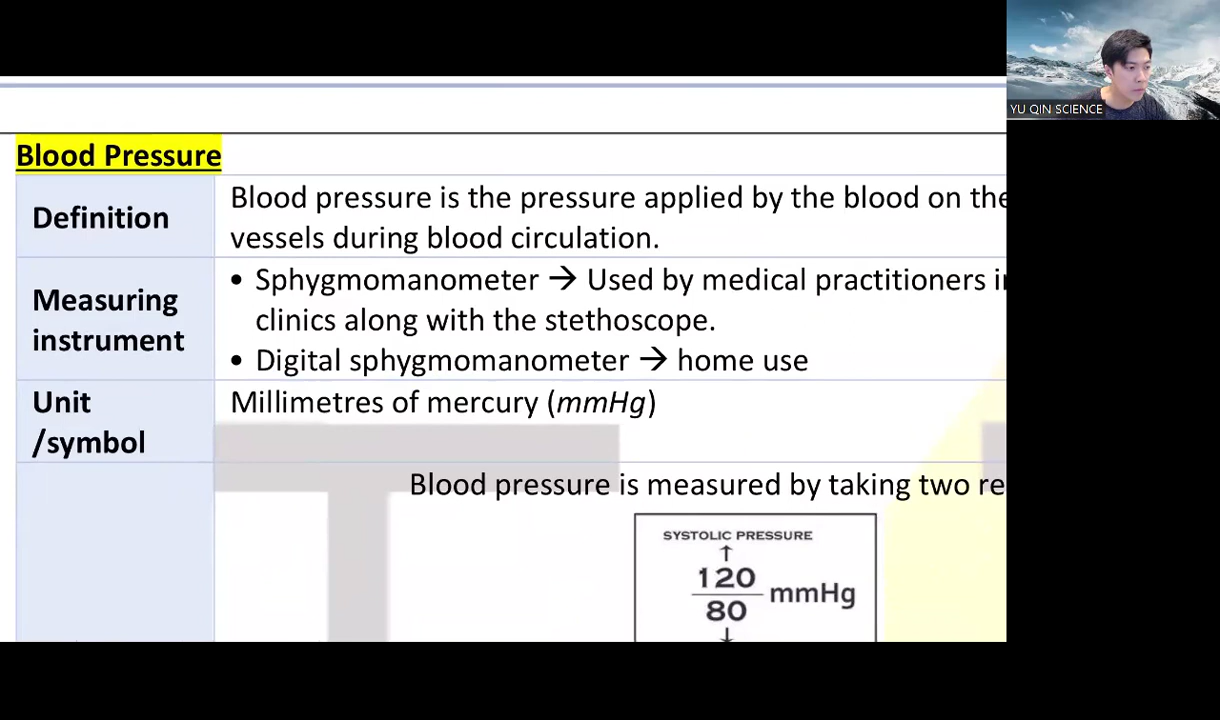 YU QIN SCIENCE
Blood Pressure
Definition
Blood pressure is the pressure applied by the blood on the
vessels during blood circulation.
Measuring
instrument
• Sphygmomanometer → Used by medical practitioners
clinics along with the stethoscope.
• Digital sphygmomanometer → home use
Unit
/symbol
Millimetres of mercury (mmHg)
Blood pressure is measured by taking two re
SYSTOLIC PRESSURE
↑
120
80
mmHg